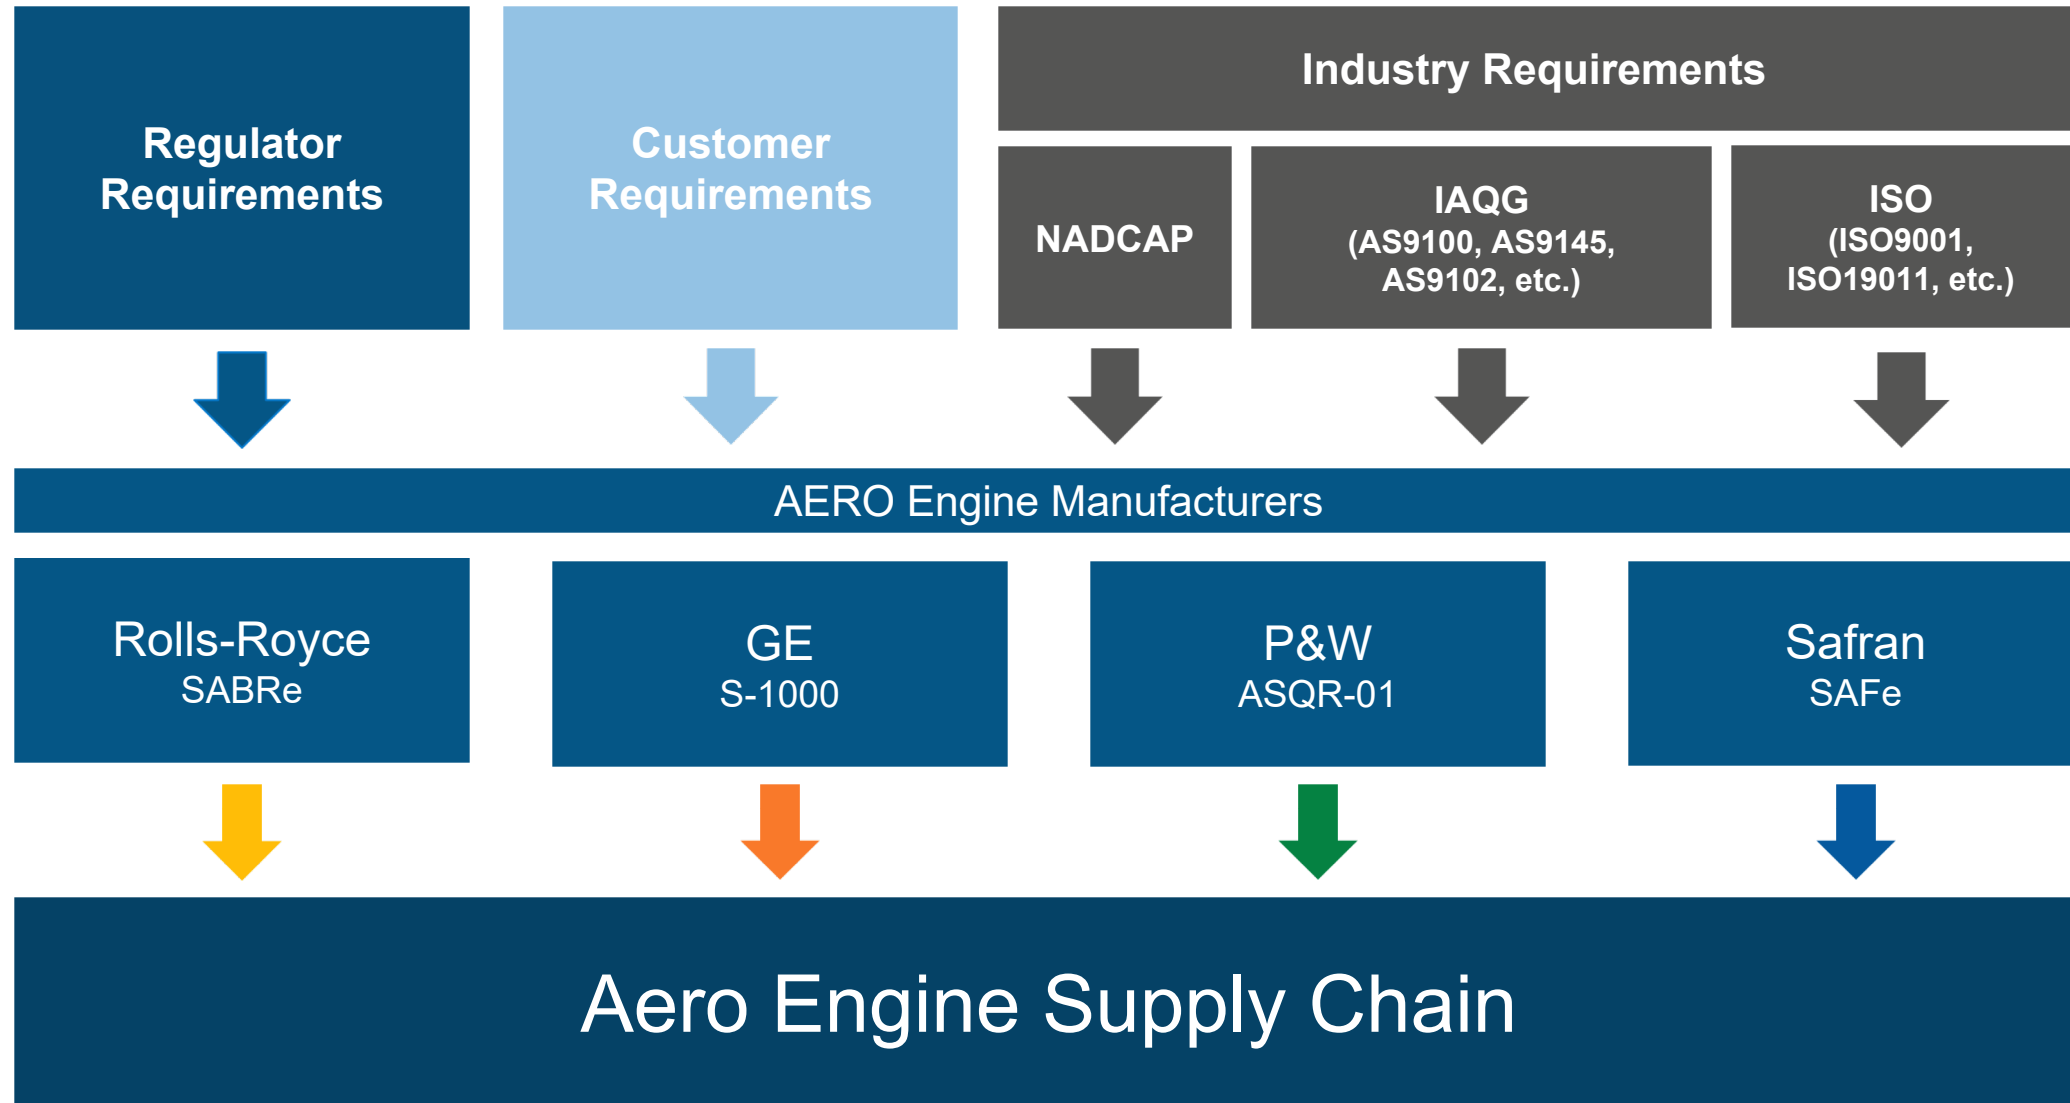 Regulator
Requirements
Customer
Requirements
Industry Requirements
NADCAP
IAQG
(AS9100, AS9145,
AS9102, etc.)
ISO
(ISO9001,
ISO19011, etc.)
AERO Engine Manufacturers
Rolls-Royce
SABRe
GE
S-1000
P&W
ASQR-01
Safran
SAFe
Aero Engine Supply Chain